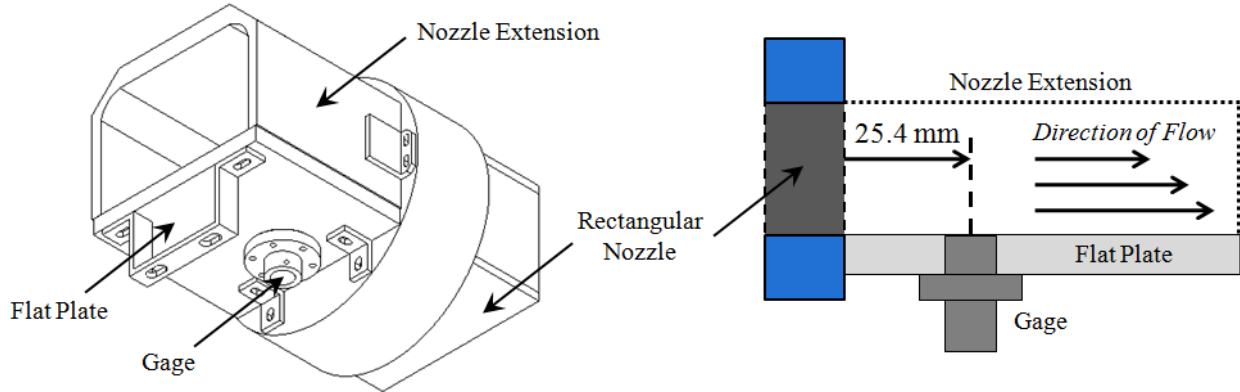 Nozzle Extension
Flat Plate
Gage
Rectangular
Nozzle
Nozzle Extension
25.4 mm
Direction of Flow
Flat Plate
Gage